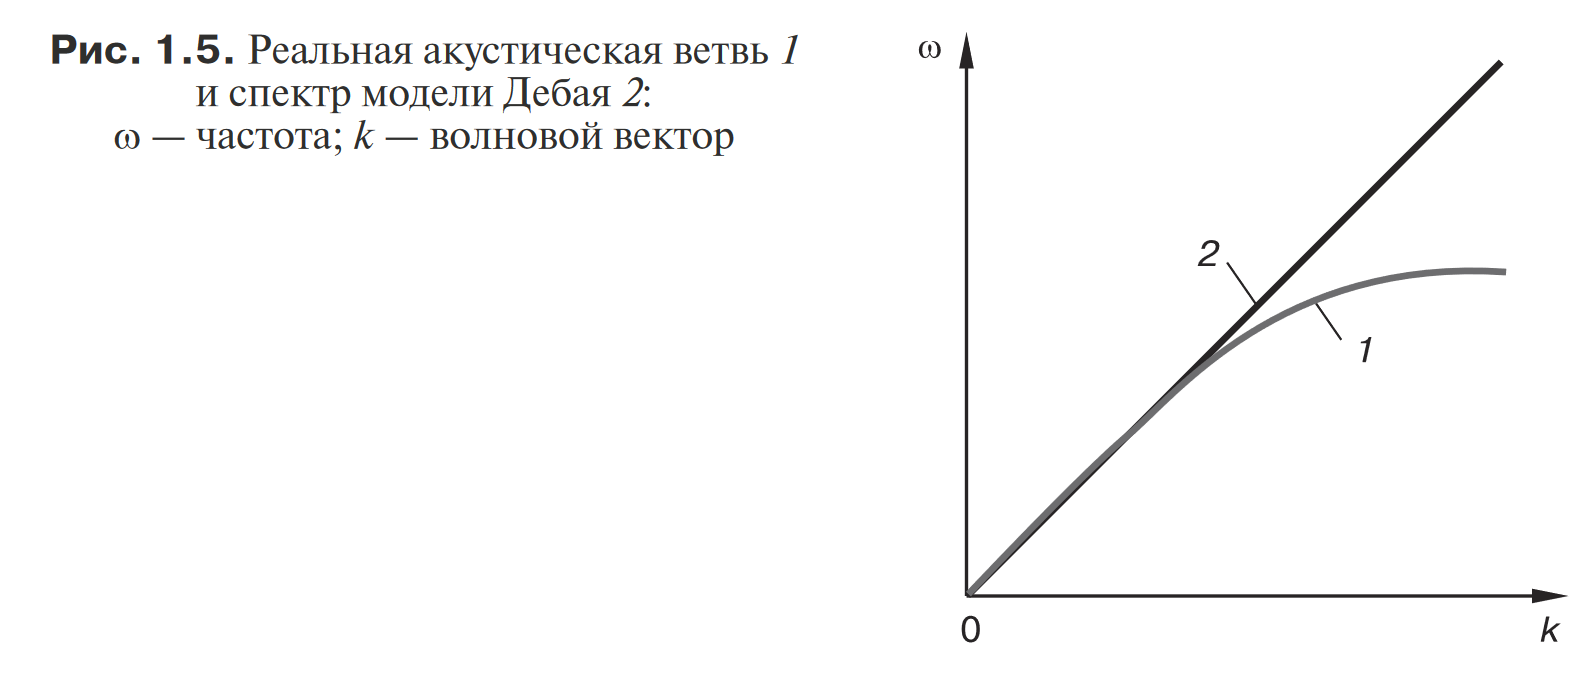 Рис. 1.5. Реальная акустическая ветвь 1
и спектр модели Дебая 2:
ω — частота; k — волновой вектор
ω
2
1
0
k